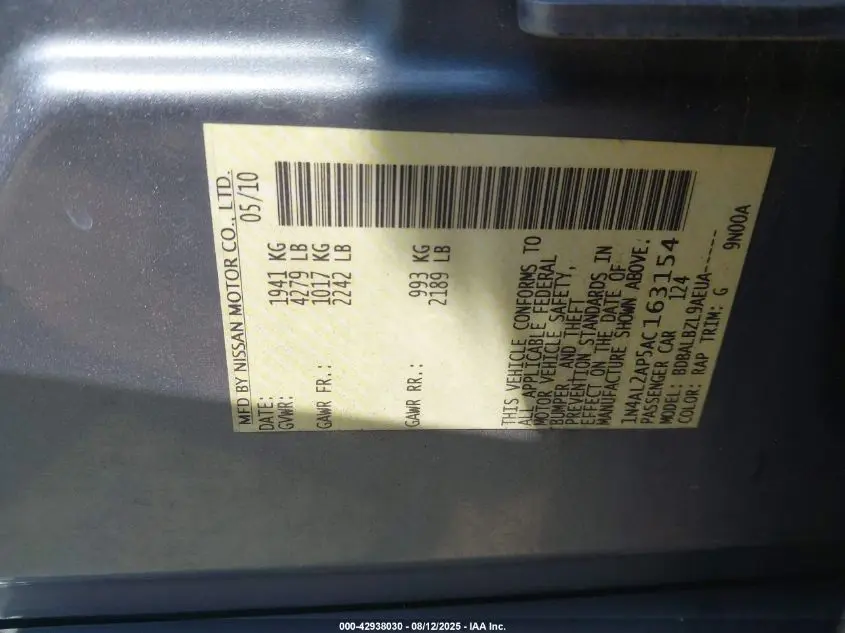 MFD BY NISSAN MOTOR CO., LTD.
DATE: 05/10
GVWR: 1941 KG
4279 LB
GAWR FR.: 1017 KG
2242 LB
GAWR RR.: 993 KG
2189 LB
THIS VEHICLE CONFORMS TO
ALL APPLICABLE FEDERAL
MOTOR VEHICLE SAFETY,
BUMPER, AND THEFT
PREVENTION STANDARDS IN
EFFECT ON THE DATE OF
MANUFACTURE SHOWN ABOVE.
1N4AL2AP5AC163154
PASSENGER CAR 124
MODEL: BDBALBZL9AEUA-----
COLOR: RAP TRIM: G 9N00A
000-42938030 - 08/12/2025 - IAA Inc.